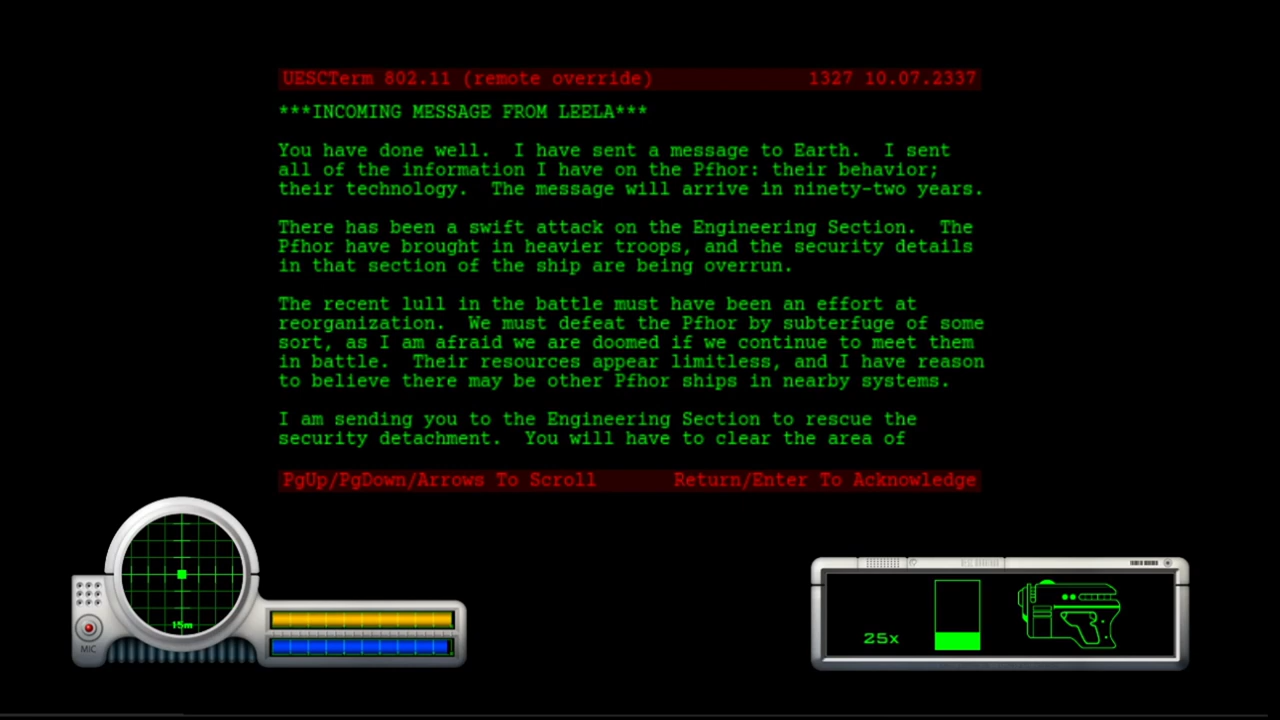 UESCTerm 802.11 (remote override) 1327 10.07.2337
***INCOMING MESSAGE FROM LEELA***
You have done well.  I have sent a message to Earth.  I sent
all of the information I have on the Pfhor: their behavior;
their technology.  The message will arrive in ninety-two years.
There has been a swift attack on the Engineering Section.  The
Pfhor have brought in heavier troops, and the security details
in that section of the ship are being overrun.
The recent lull in the battle must have been an effort at
reorganization.  We must defeat the Pfhor by subterfuge of some
sort, as I am afraid we are doomed if we continue to meet them
in battle.  Their resources appear limitless, and I have reason
to believe there may be other Pfhor ships in nearby systems.
I am sending you to the Engineering Section to rescue the
security detachment.  You will have to clear the area of
PgUp/PgDown/Arrows To Scroll Return/Enter To Acknowledge
15m
MIC
25x